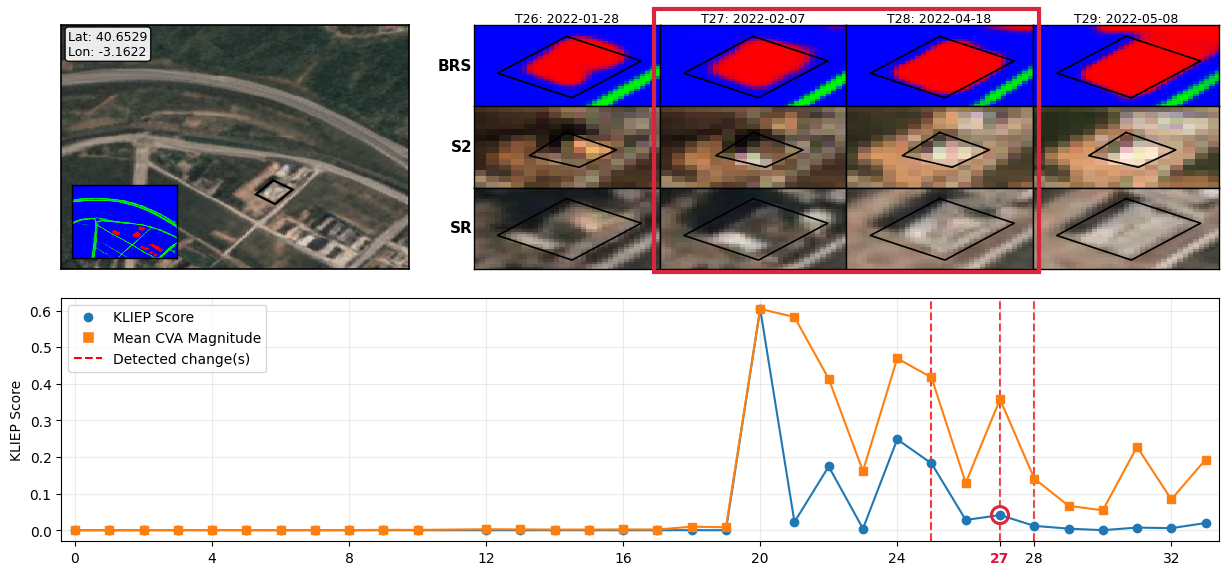 Lat: 40.6529
Lon: -3.1622
T26: 2022-01-28
T27: 2022-02-07
T28: 2022-04-18
T29: 2022-05-08
BRS
S2
SR
KLIEP Score
Mean CVA Magnitude
Detected change(s)
KLIEP Score
0.6
0.5
0.4
0.3
0.2
0.1
0.0
0
4
8
12
16
20
24
27
28
32